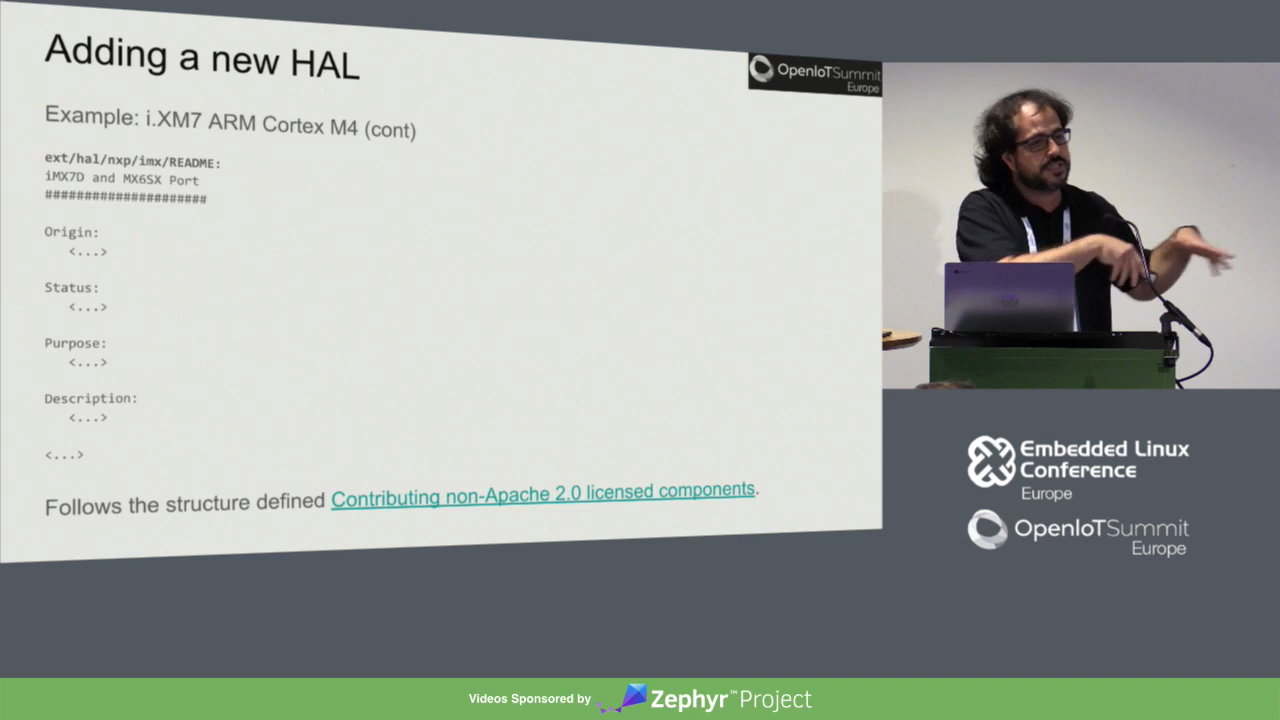 Adding a new HAL
OpenIoTSummit
Europe
Example: i.XM7 ARM Cortex M4 (cont)
ext/hal/nxp/imx/README:
iMX7D and MX6SX Port
#####################
Origin:
<...>
Status:
<...>
Purpose:
<...>
Description:
<...>
<...>
Follows the structure defined Contributing non-Apache 2.0 licensed components.
Embedded Linux
Conference
Europe
OpenIoTSummit
Europe
Videos Sponsored by Zephyr™Project